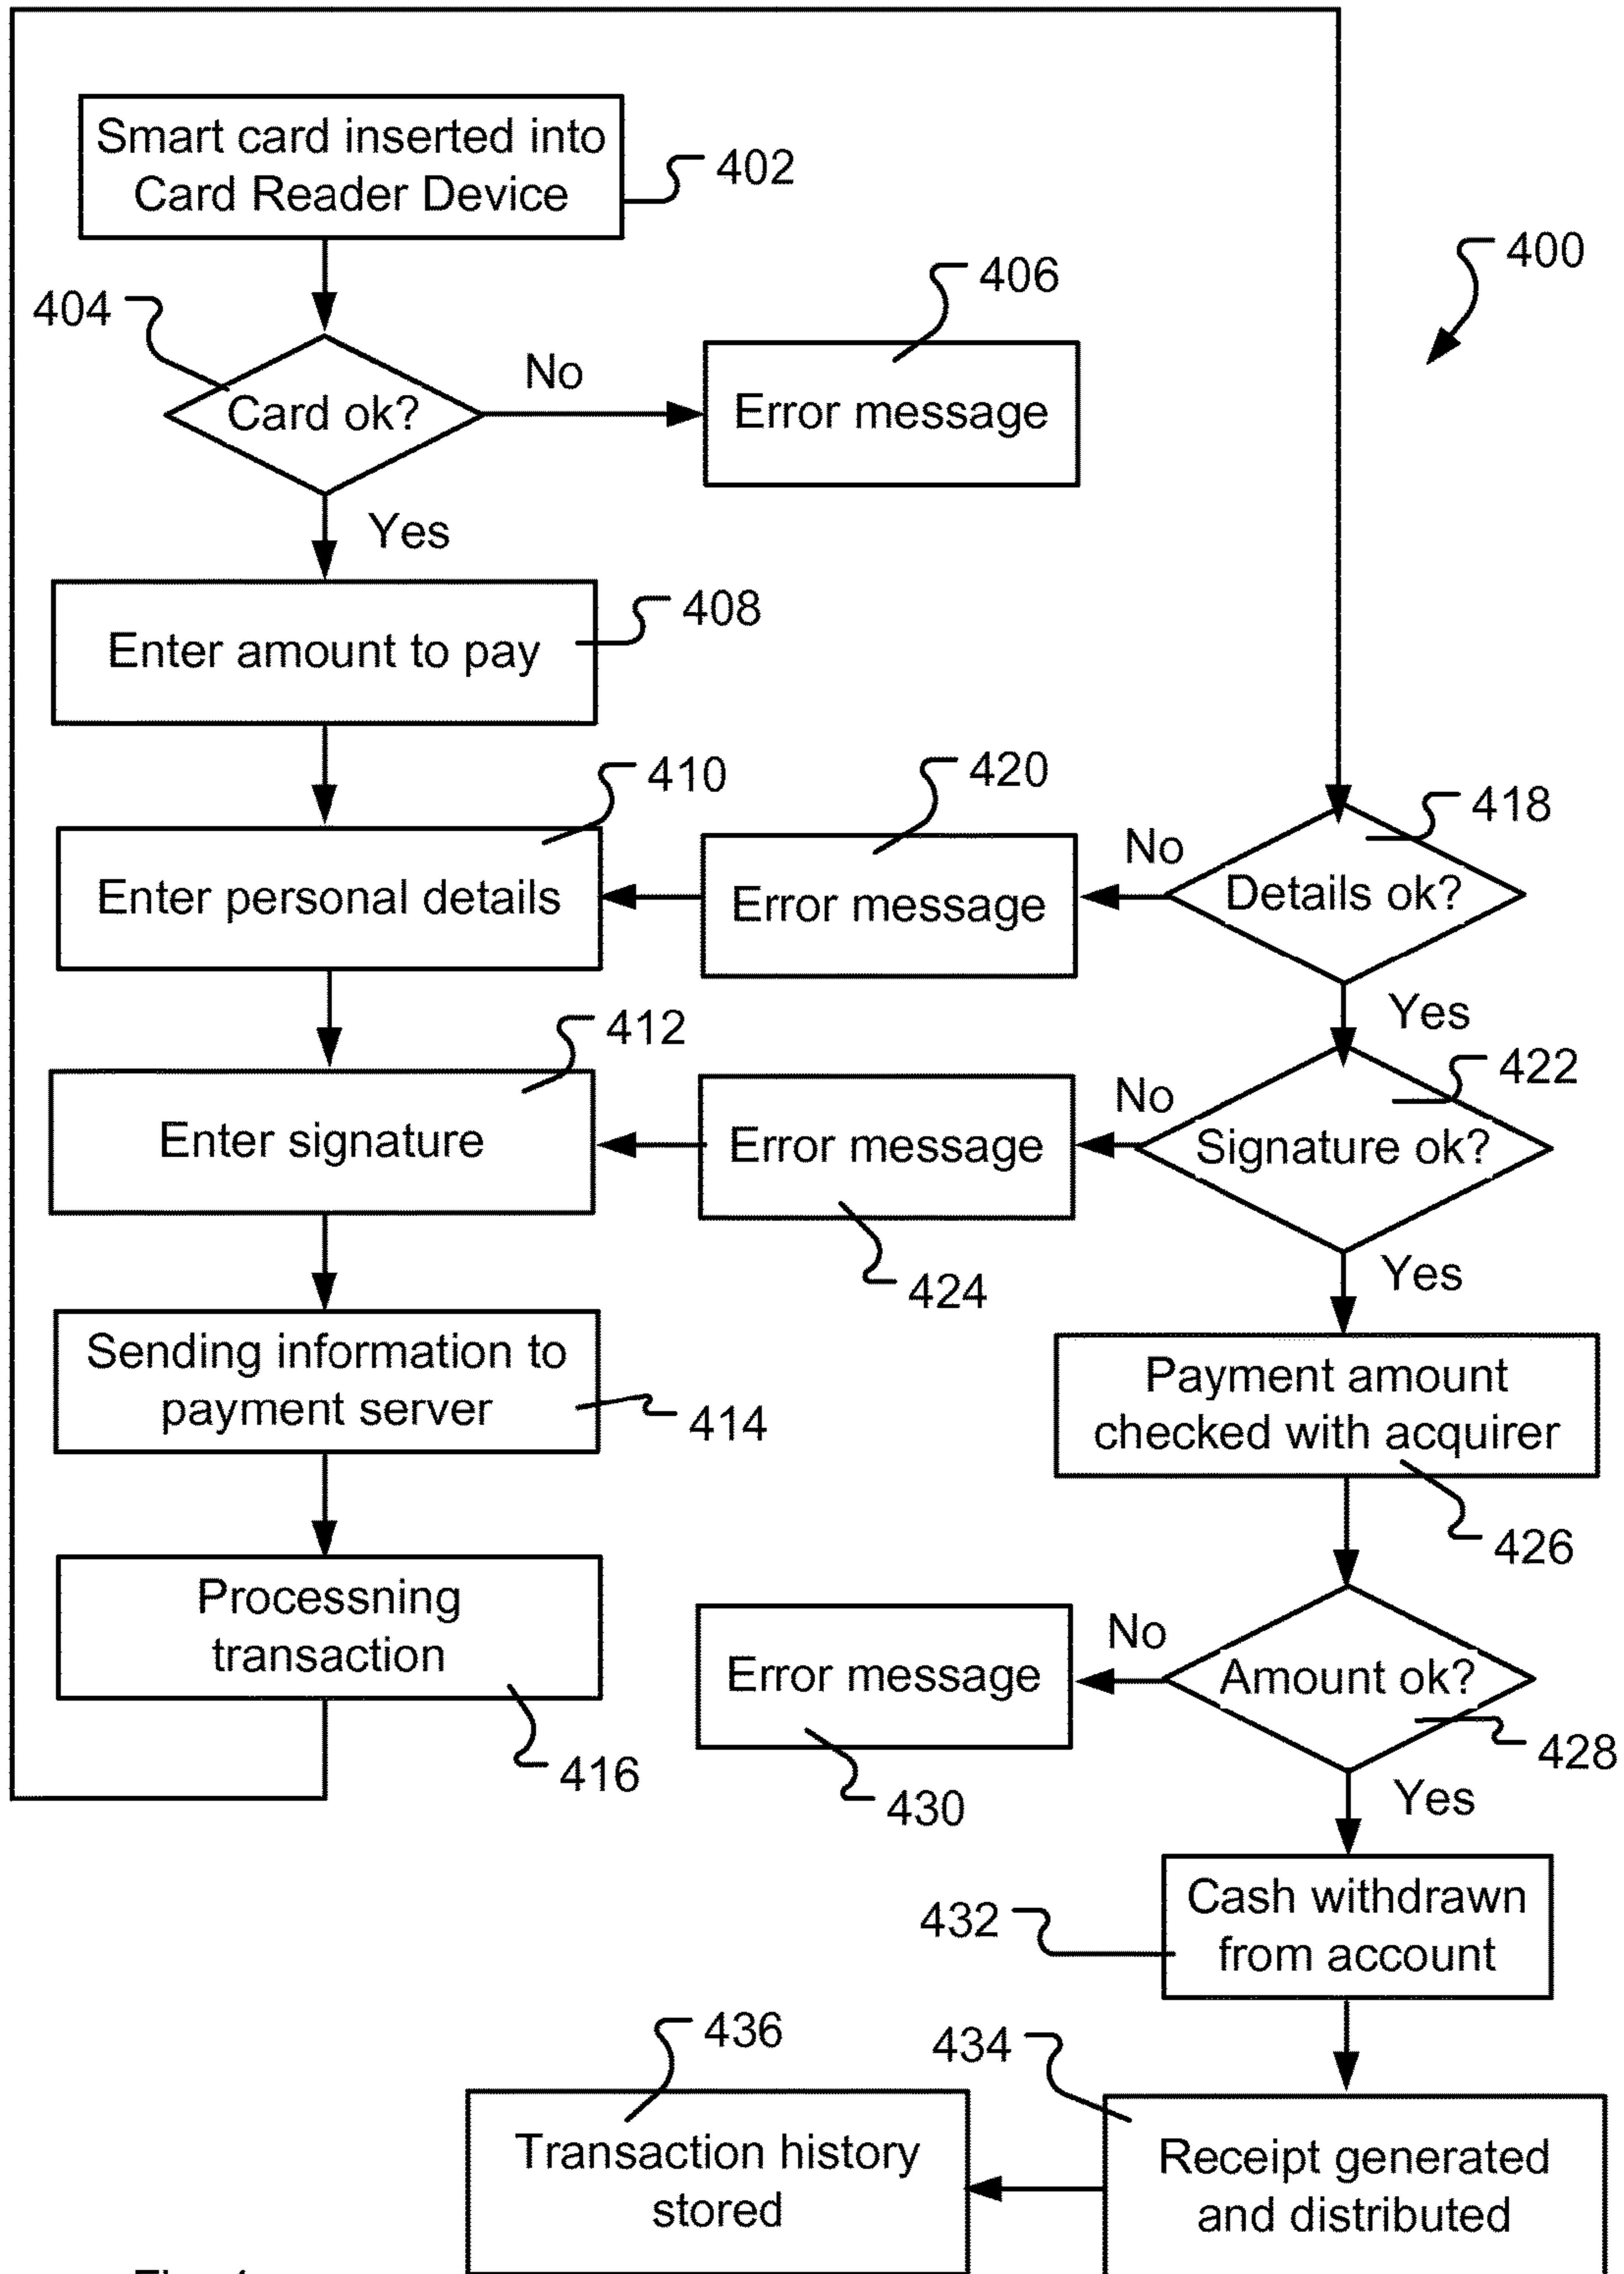 Smart card inserted into
Card Reader Device
402
400
404
406
Card ok?
No
Error message
Yes
Enter amount to pay
408
410
420
418
Enter personal details
Error message
No
Details ok?
Yes
412
422
Enter signature
Error message
No
Signature ok?
424
Yes
Sending information to
payment server
414
Payment amount
checked with acquirer
426
Processning
transaction
416
Error message
No
Amount ok?
428
430
Yes
432
Cash withdrawn
from account
436
434
Transaction history
stored
Receipt generated
and distributed